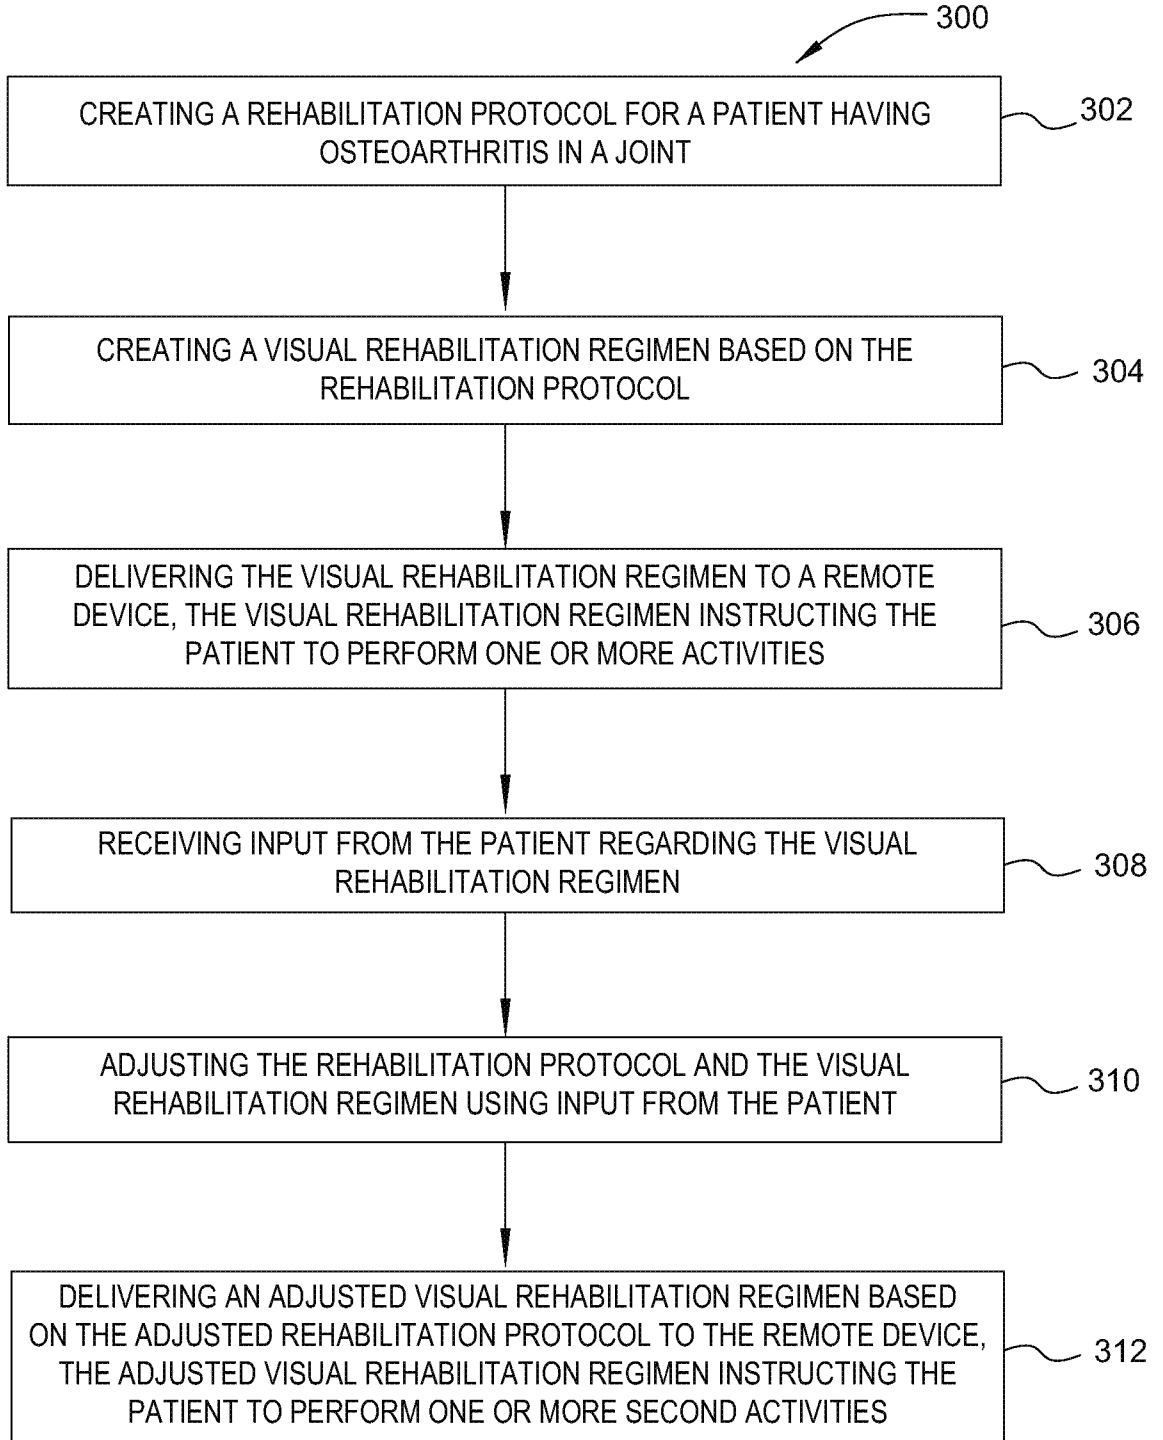 300
CREATING A REHABILITATION PROTOCOL FOR A PATIENT HAVING
OSTEOARTHRITIS IN A JOINT
302
CREATING A VISUAL REHABILITATION REGIMEN BASED ON THE
REHABILITATION PROTOCOL
304
DELIVERING THE VISUAL REHABILITATION REGIMEN TO A REMOTE
DEVICE, THE VISUAL REHABILITATION REGIMEN INSTRUCTING THE
PATIENT TO PERFORM ONE OR MORE ACTIVITIES
306
RECEIVING INPUT FROM THE PATIENT REGARDING THE VISUAL
REHABILITATION REGIMEN
308
ADJUSTING THE REHABILITATION PROTOCOL AND THE VISUAL
REHABILITATION REGIMEN USING INPUT FROM THE PATIENT
310
DELIVERING AN ADJUSTED VISUAL REHABILITATION REGIMEN BASED
ON THE ADJUSTED REHABILITATION PROTOCOL TO THE REMOTE DEVICE,
THE ADJUSTED VISUAL REHABILITATION REGIMEN INSTRUCTING THE
PATIENT TO PERFORM ONE OR MORE SECOND ACTIVITIES
312